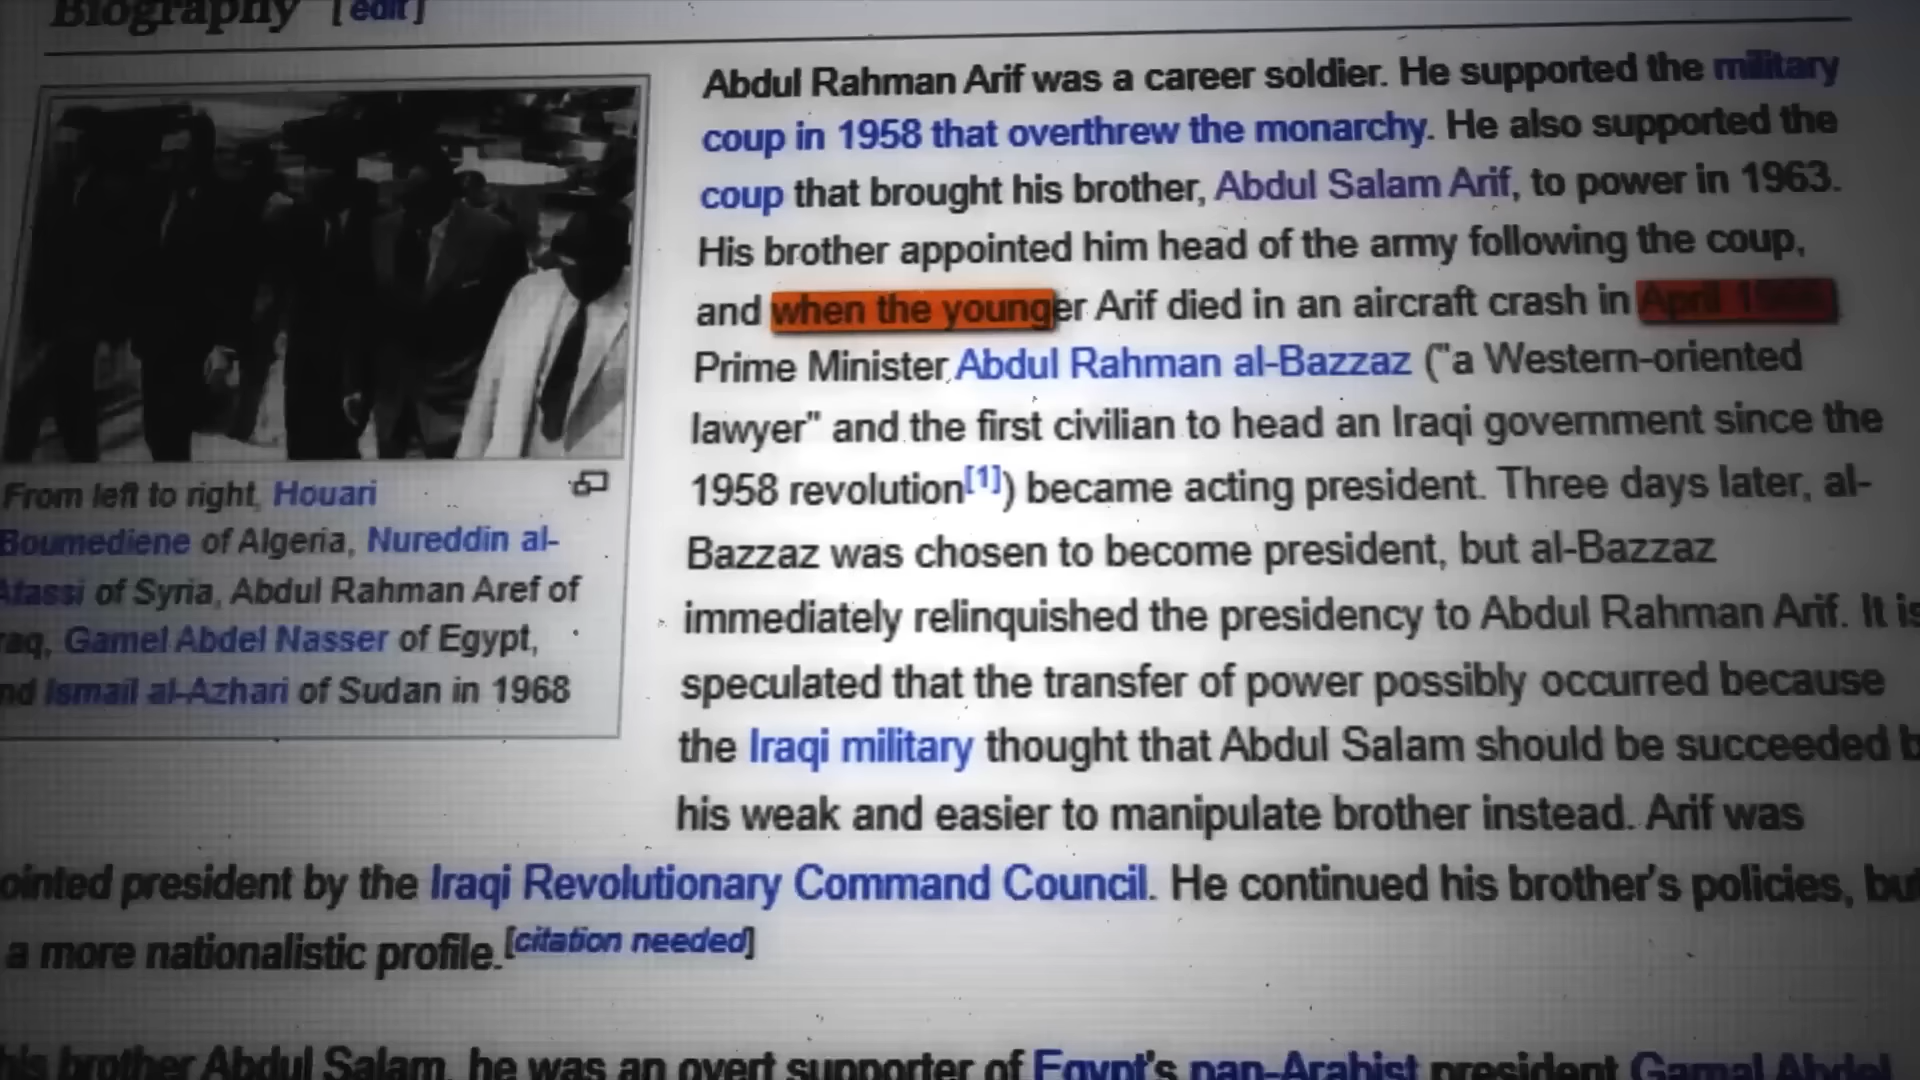 Biography [edit]
Abdul Rahman Arif was a career soldier. He supported the military
coup in 1958 that overthrew the monarchy. He also supported the
coup that brought his brother, Abdul Salam Arif, to power in 1963.
His brother appointed him head of the army following the coup,
and when the younger Arif died in an aircraft crash in April
Prime Minister Abdul Rahman al-Bazzaz ("a Western-oriented
lawyer" and the first civilian to head an Iraqi government since the
1958 revolution[1]) became acting president. Three days later, al-
Bazzaz was chosen to become president, but al-Bazzaz
immediately relinquished the presidency to Abdul Rahman Arif. It is
speculated that the transfer of power possibly occurred because
the Iraqi military thought that Abdul Salam should be succeeded b
his weak and easier to manipulate brother instead. Arif was
ointed president by the Iraqi Revolutionary Command Council. He continued his brother's policies, but
a more nationalistic profile.[citation needed]
his brother Abdul Salam, he was an overt supporter of Egypt's pan-Arabist president Gamal Abdel
From left to right, Houari
Boumediene of Algeria, Nureddin al-
Atassi of Syria, Abdul Rahman Aref of
raq, Gamel Abdel Nasser of Egypt,
nd Ismail al-Azhari of Sudan in 1968